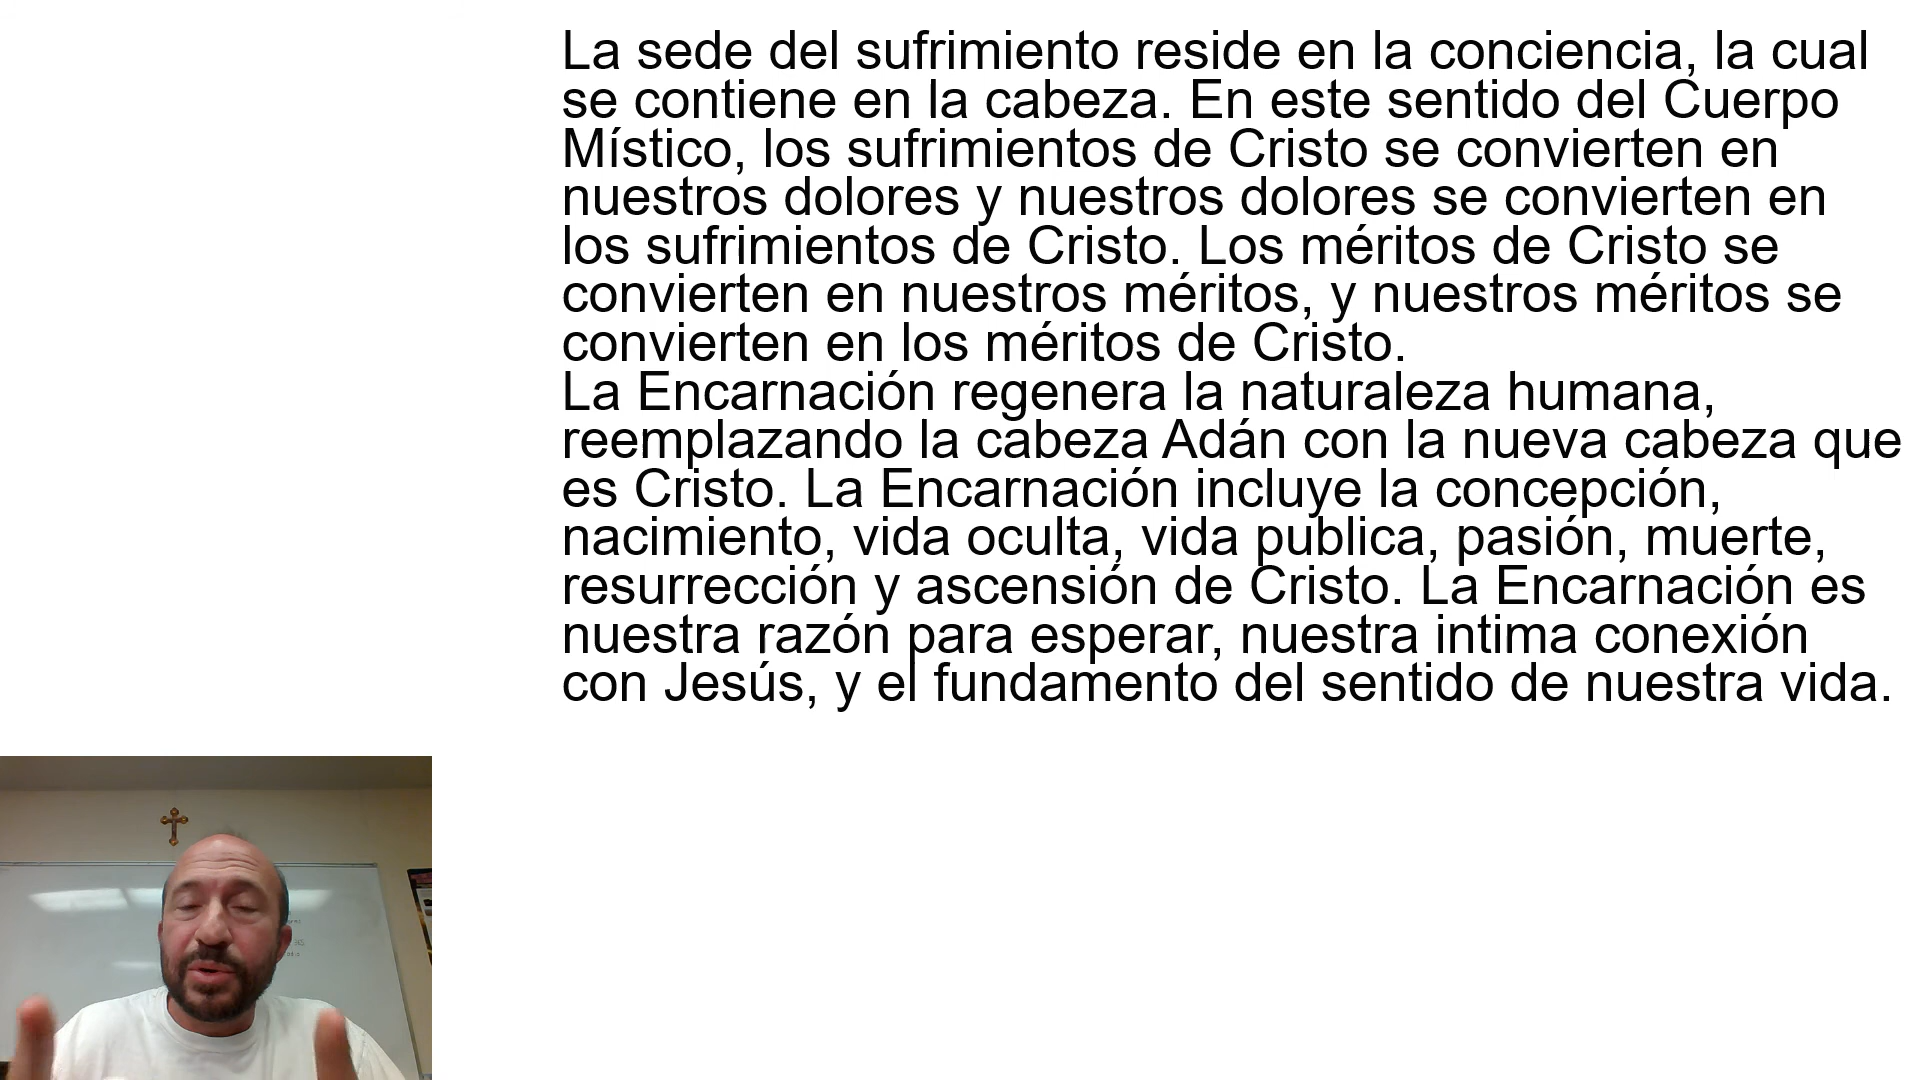 La sede del sufrimiento reside en la conciencia, la cual
se contiene en la cabeza. En este sentido del Cuerpo
Místico, los sufrimientos de Cristo se convierten en
nuestros dolores y nuestros dolores se convierten en
los sufrimientos de Cristo. Los méritos de Cristo se
convierten en nuestros méritos, y nuestros méritos se
convierten en los méritos de Cristo.
La Encarnación regenera la naturaleza humana,
reemplazando la cabeza Adán con la nueva cabeza que
es Cristo. La Encarnación incluye la concepción,
nacimiento, vida oculta, vida publica, pasión, muerte,
resurrección y ascensión de Cristo. La Encarnación es
nuestra razón para esperar, nuestra intima conexión
con Jesús, y el fundamento del sentido de nuestra vida.